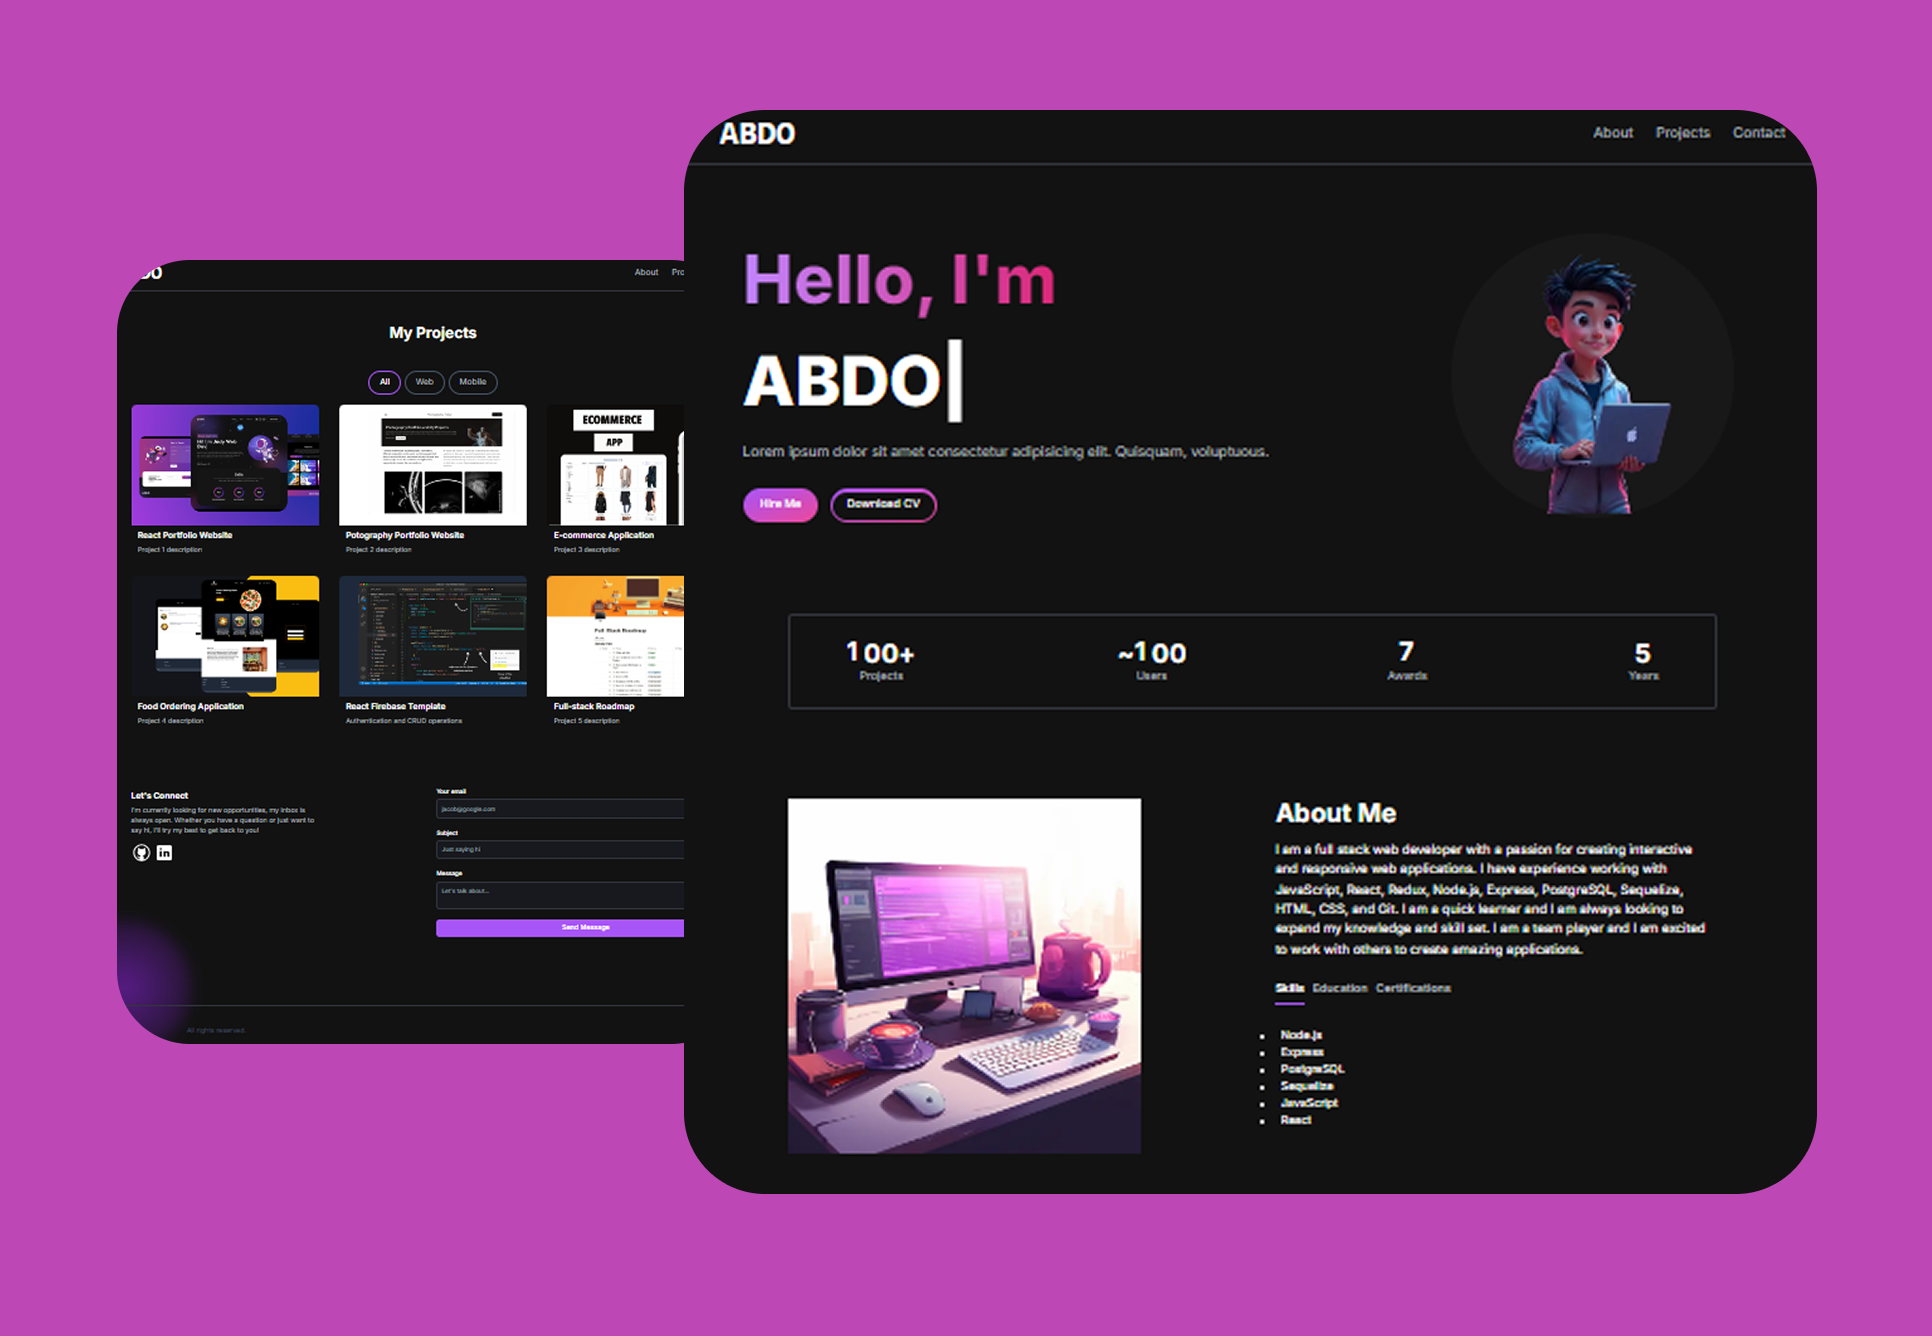 ABDO
About Projects Contact
Hello, I'm
ABDO
Lorem ipsum dolor sit amet consectetur adipisicing elit. Quisquam, voluptuous.
Hire Me Download CV
100+ ~100 7 5
Projects Users Awards Years
About Me
I am a full stack web developer with a passion for creating interactive
and responsive web applications. I have experience working with
JavaScript, React, Redux, Node.js, Express, PostgreSQL, Sequelize,
HTML, CSS, and Git. I am a quick learner and I am always looking to
expand my knowledge and skill set. I am a team player and I am excited
to work with others to create amazing applications.
Skills Education Certifications
Node.js
Express
PostgreSQL
Sequelize
JavaScript
React
DO
About Pro
My Projects
All Web Mobile
ECOMMERCE
APP
React Portfolio Website
Project 1 description
Potography Portfolio Website
Project 2 description
E-commerce Application
Project 3 description
Full Stack Roadmap
Food Ordering Application
Project 4 description
React Firebase Template
Authentication and CRUD operations
Full-stack Roadmap
Project 5 description
Let's Connect
I'm currently looking for new opportunities, my inbox is
always open. Whether you have a question or just want to
say hi, I'll try my best to get back to you!
in
Your email
jacob@google.com
Subject
Just saying hi
Message
Let's talk about...
Send Message
All rights reserved.